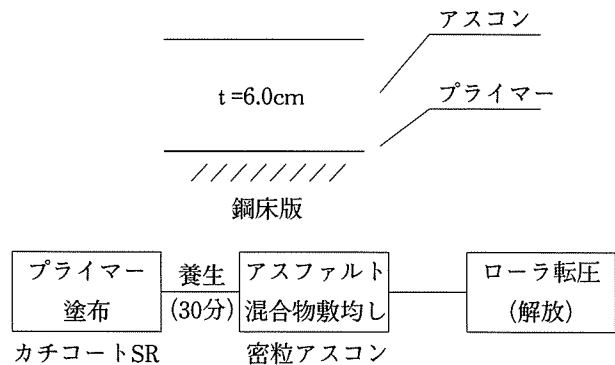 アスコン
t=6.0cm
プライマー
鋼床版
プライマー
塗布
養生
(30分)
アスファルト
混合物敷均し
ローラ転圧
(解放)
カチコートSR
密粒アスコン